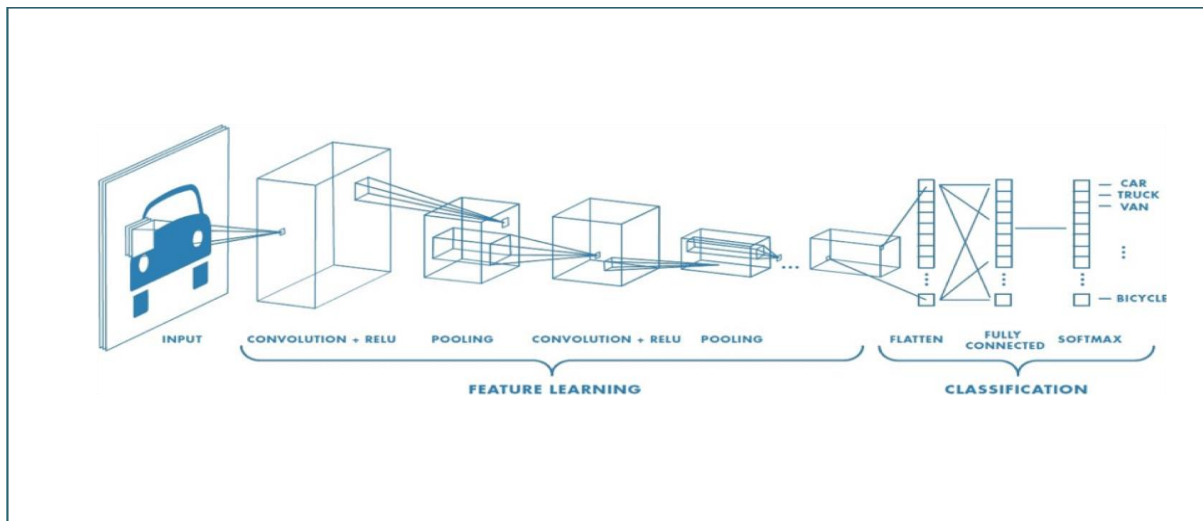 CAR
TRUCK
VAN
BICYCLE
INPUT
CONVOLUTION + RELU
POOLING
CONVOLUTION + RELU
POOLING
FLATTEN
FULLY
CONNECTED
SOFTMAX
FEATURE LEARNING
CLASSIFICATION